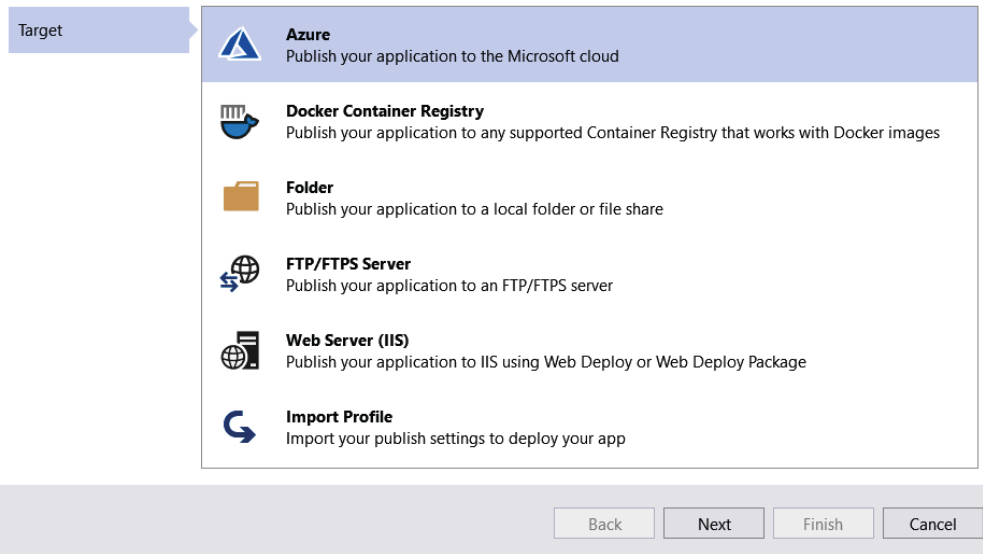 Target
Azure
Publish your application to the Microsoft cloud
Docker Container Registry
Publish your application to any supported Container Registry that works with Docker images
Folder
Publish your application to a local folder or file share
FTP/FTPS Server
Publish your application to an FTP/FTPS server
Web Server (IIS)
Publish your application to IIS using Web Deploy or Web Deploy Package
Import Profile
Import your publish settings to deploy your app
Back Next Finish Cancel